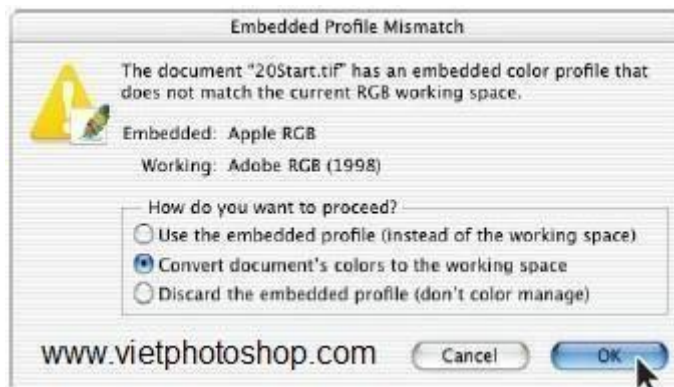 Embedded Profile Mismatch
The document "20Start.tif" has an embedded color profile that
does not match the current RGB working space.
Embedded: Apple RGB
Working: Adobe RGB (1998)
How do you want to proceed?
Use the embedded profile (instead of the working space)
Convert document's colors to the working space
Discard the embedded profile (don't color manage)
www.vietphotoshop.com Cancel OK